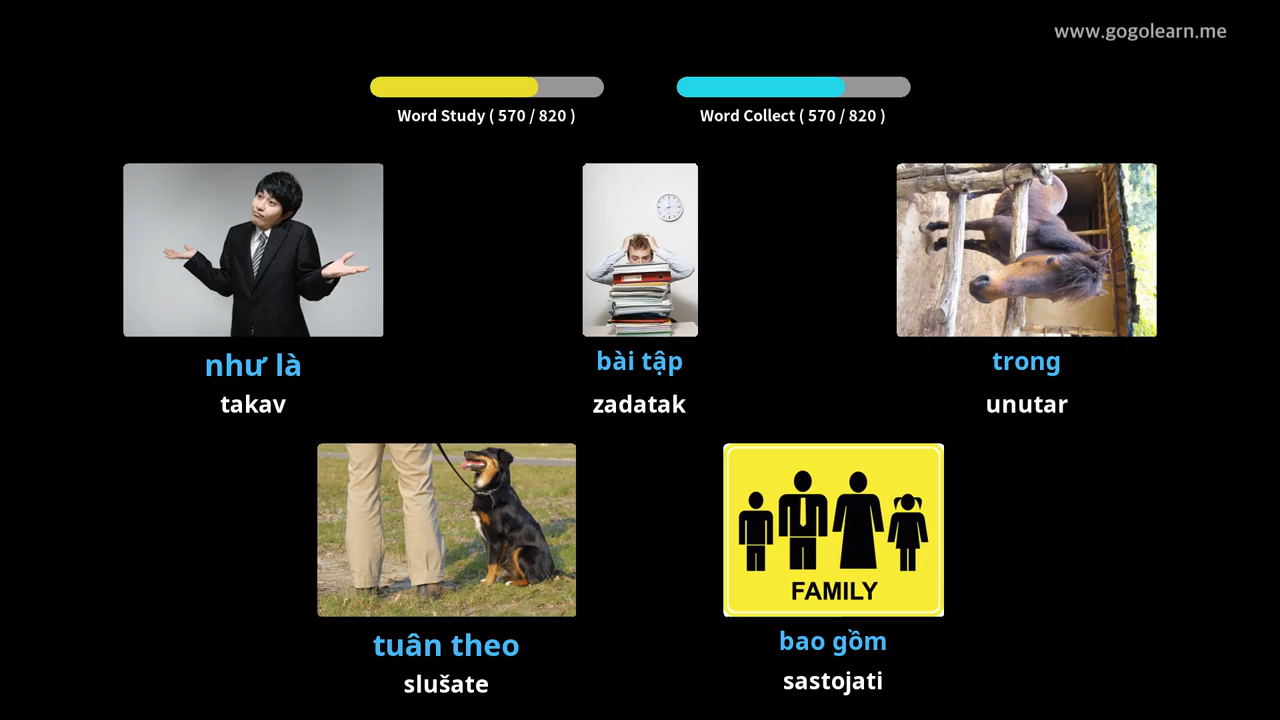 www.gogolearn.me
Word Study ( 570 / 820 )
Word Collect ( 570 / 820 )
như là
takav
bài tập
zadatak
trong
unutar
tuân theo
slušate
FAMILY
bao gồm
sastojati